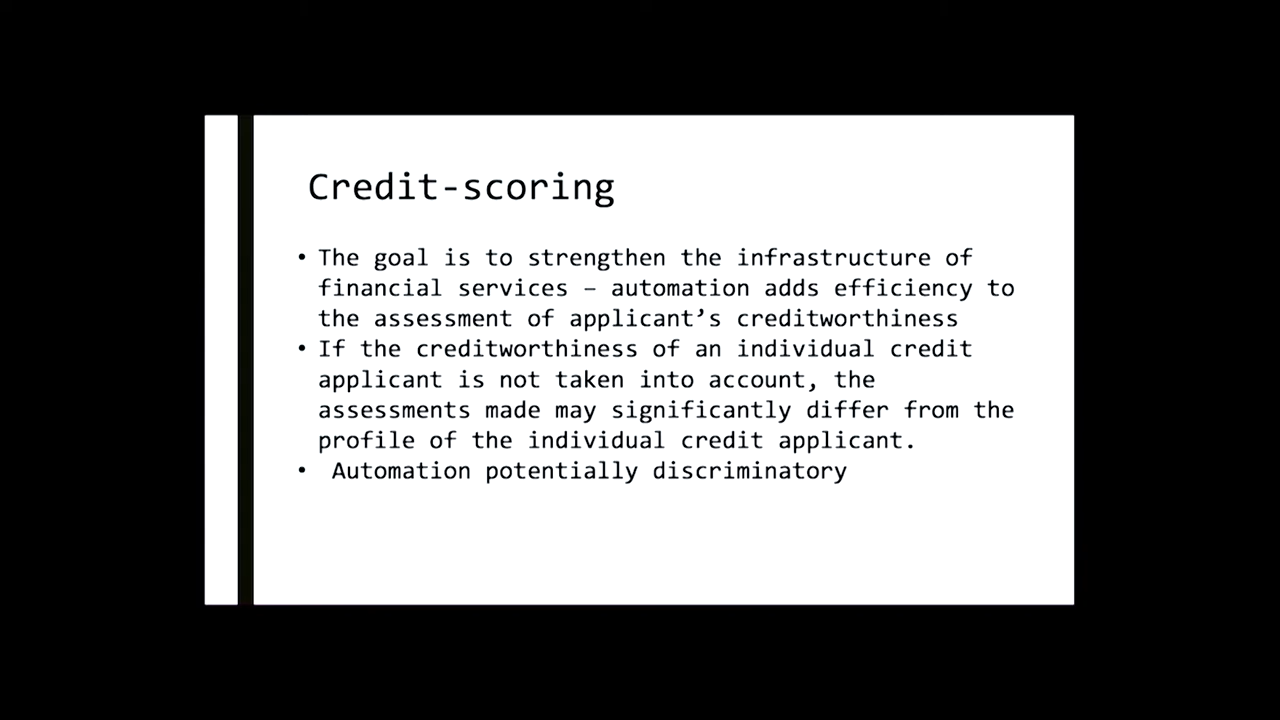 Credit-scoring
• The goal is to strengthen the infrastructure of
financial services – automation adds efficiency to
the assessment of applicant’s creditworthiness
• If the creditworthiness of an individual credit
applicant is not taken into account, the
assessments made may significantly differ from the
profile of the individual credit applicant.
• Automation potentially discriminatory